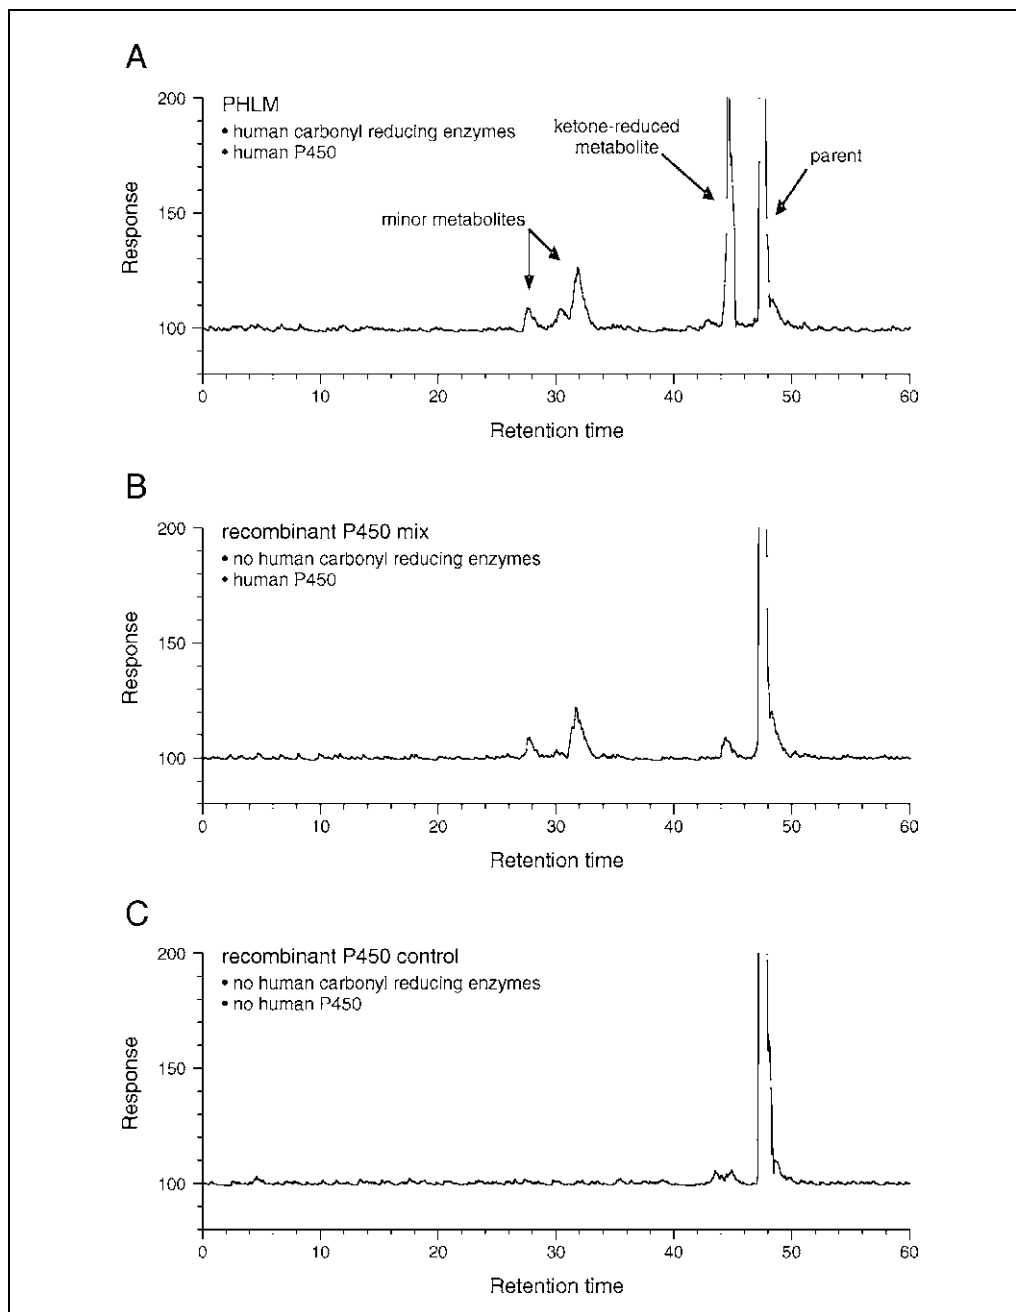 A
200
150
100
Response
PHLM
• human carbonyl reducing enzymes
• human P450
ketone-reduced
metabolite
parent
minor metabolites
0 10 20 30 40 50 60
Retention time
B
200
150
100
Response
recombinant P450 mix
• no human carbonyl reducing enzymes
• human P450
0 10 20 30 40 50 60
Retention time
C
200
150
100
Response
recombinant P450 control
• no human carbonyl reducing enzymes
• no human P450
0 10 20 30 40 50 60
Retention time